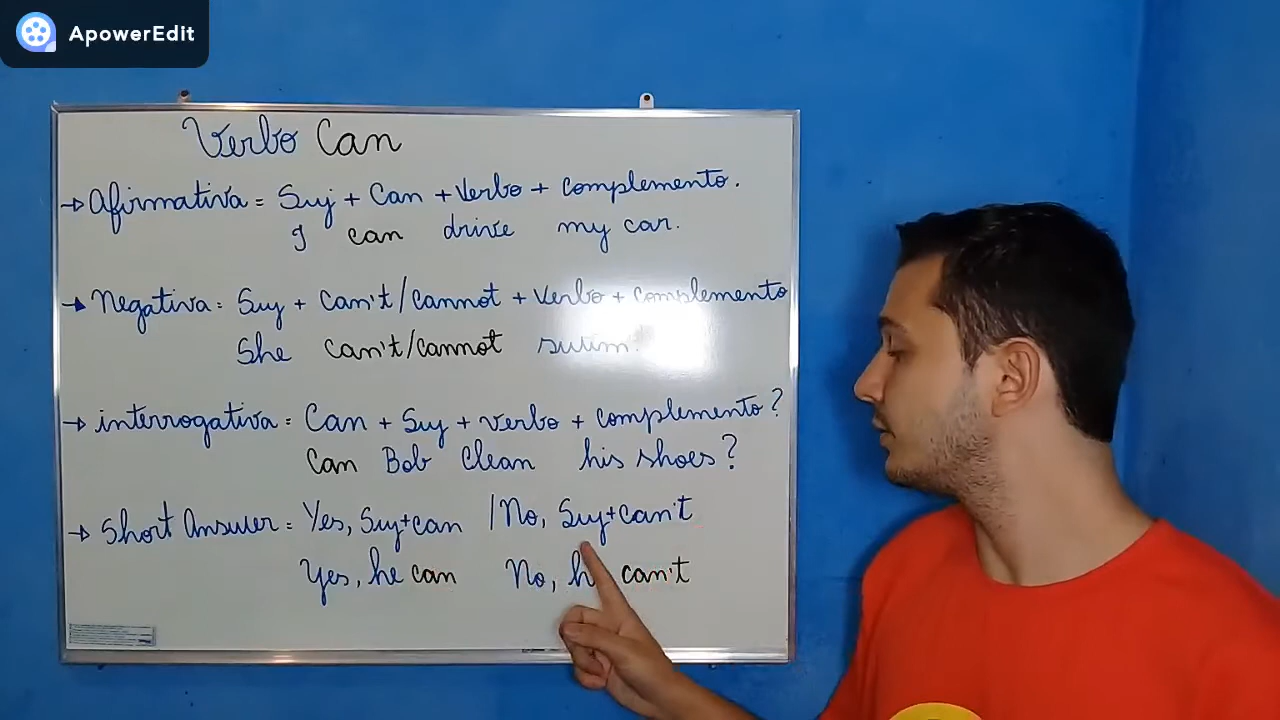 ApowerEdit
Verbo Can
→ Afirmativa = Suj + Can + Verbo + complemento.
I can drive my car.
→ Negativa = Suj + can't/cannot + Verbo + complemento
She can't/cannot swim.
→ interrogativa = Can + Suj + verbo + complemento?
Can Bob Clean his shoes?
→ Short Answer = Yes, Suj+can / No, Suj+can't
Yes, he can No, he can't